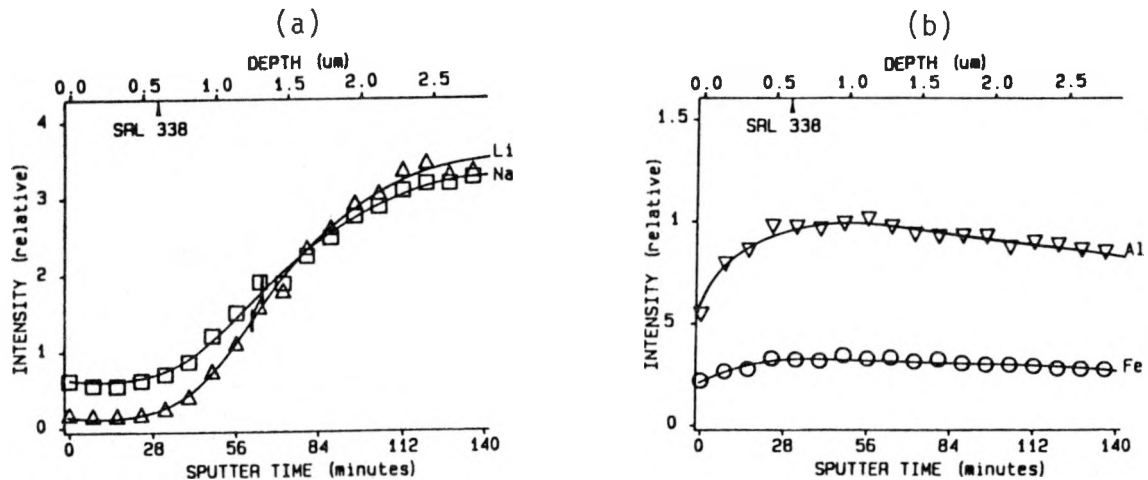 (a)
DEPTH (um)
0.0 0.5 1.0 1.5 2.0 2.5
SRL 338
4
3
2
1
0
INTENSITY (relative)
Li
Na
0 28 56 84 112 140
SPUTTER TIME (minutes)
(b)
DEPTH (um)
0.0 0.5 1.0 1.5 2.0 2.5
SRL 338
1.5
1
.5
0
INTENSITY (relative)
Al
Fe
0 28 56 84 112 140
SPUTTER TIME (minutes)